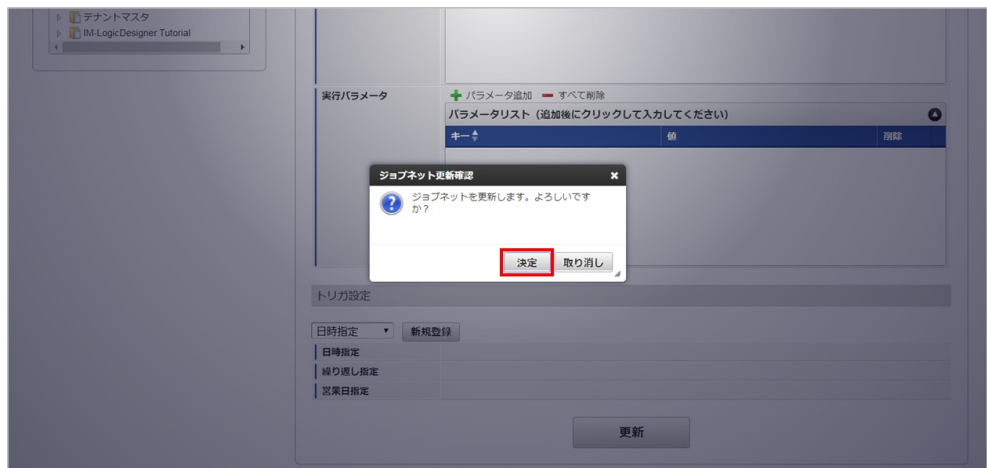 テナントマスタ
IM-LogicDesigner Tutorial
実行パラメータ
パラメータ追加 すべて削除
パラメータリスト（追加後にクリックして入力してください）
キー 値 削除
ジョブネット更新確認
ジョブネットを更新します。よろしいです
か？
決定 取り消し
トリガ設定
日時指定 新規登録
日時指定
繰り返し指定
営業日指定
更新